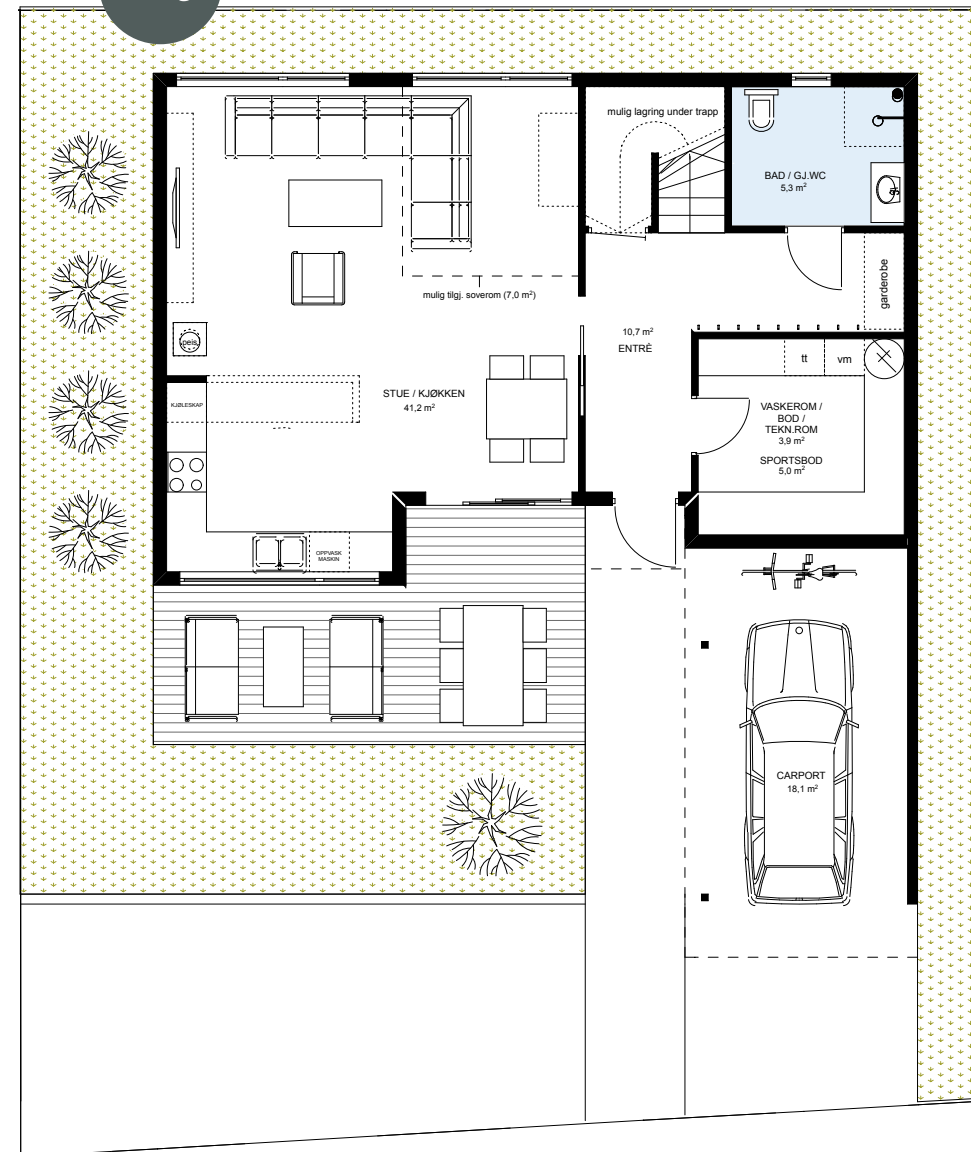 mulig lagring under trapp
BAD / GJ.WC
5,3 m²
garderobe
mulig tilgj. soverom (7,0 m²)
10,7 m²
ENTRÈ
peis
tt
vm
STUE / KJØKKEN
41,2 m²
KJØLESKAP
VASKEROM /
BOD /
TEKN.ROM
3,9 m²
SPORTSBOD
5,0 m²
OPPVASK
MASKIN
CARPORT
18,1 m²